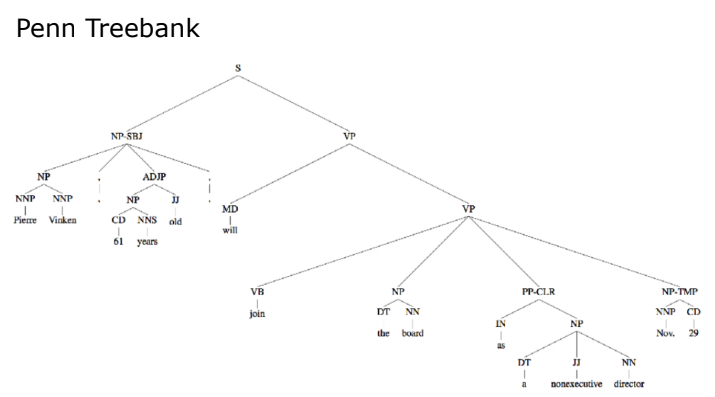 Penn Treebank
S
NP-SBJ VP
NP , ADJP ,
NNP NNP , NP JJ , MD VP
Pierre Vinken CD NNS old will
61 years
VB NP PP-CLR NP-TMP
join DT NN IN NP NNP CD
the board as Nov. 29
DT JJ NN
a nonexecutive director